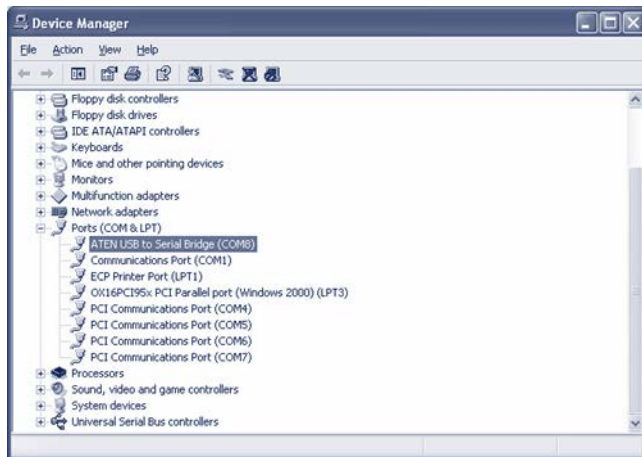 Device Manager
File Action View Help
Floppy disk controllers
Floppy disk drives
IDE ATA/ATAPI controllers
Keyboards
Mice and other pointing devices
Monitors
Multifunction adapters
Network adapters
Ports (COM & LPT)
ATEN USB to Serial Bridge (COM8)
Communications Port (COM1)
ECP Printer Port (LPT1)
OX16PCI95x PCI Parallel port (Windows 2000) (LPT3)
PCI Communications Port (COM4)
PCI Communications Port (COM5)
PCI Communications Port (COM6)
PCI Communications Port (COM7)
Processors
Sound, video and game controllers
System devices
Universal Serial Bus controllers